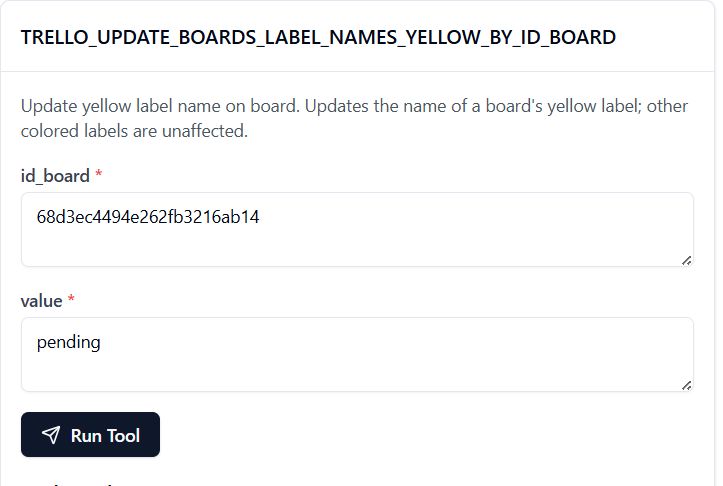 TRELLO_UPDATE_BOARDS_LABEL_NAMES_YELLOW_BY_ID_BOARD
Update yellow label name on board. Updates the name of a board's yellow label; other
colored labels are unaffected.
id_board *
68d3ec4494e262fb3216ab14
value *
pending
Run Tool